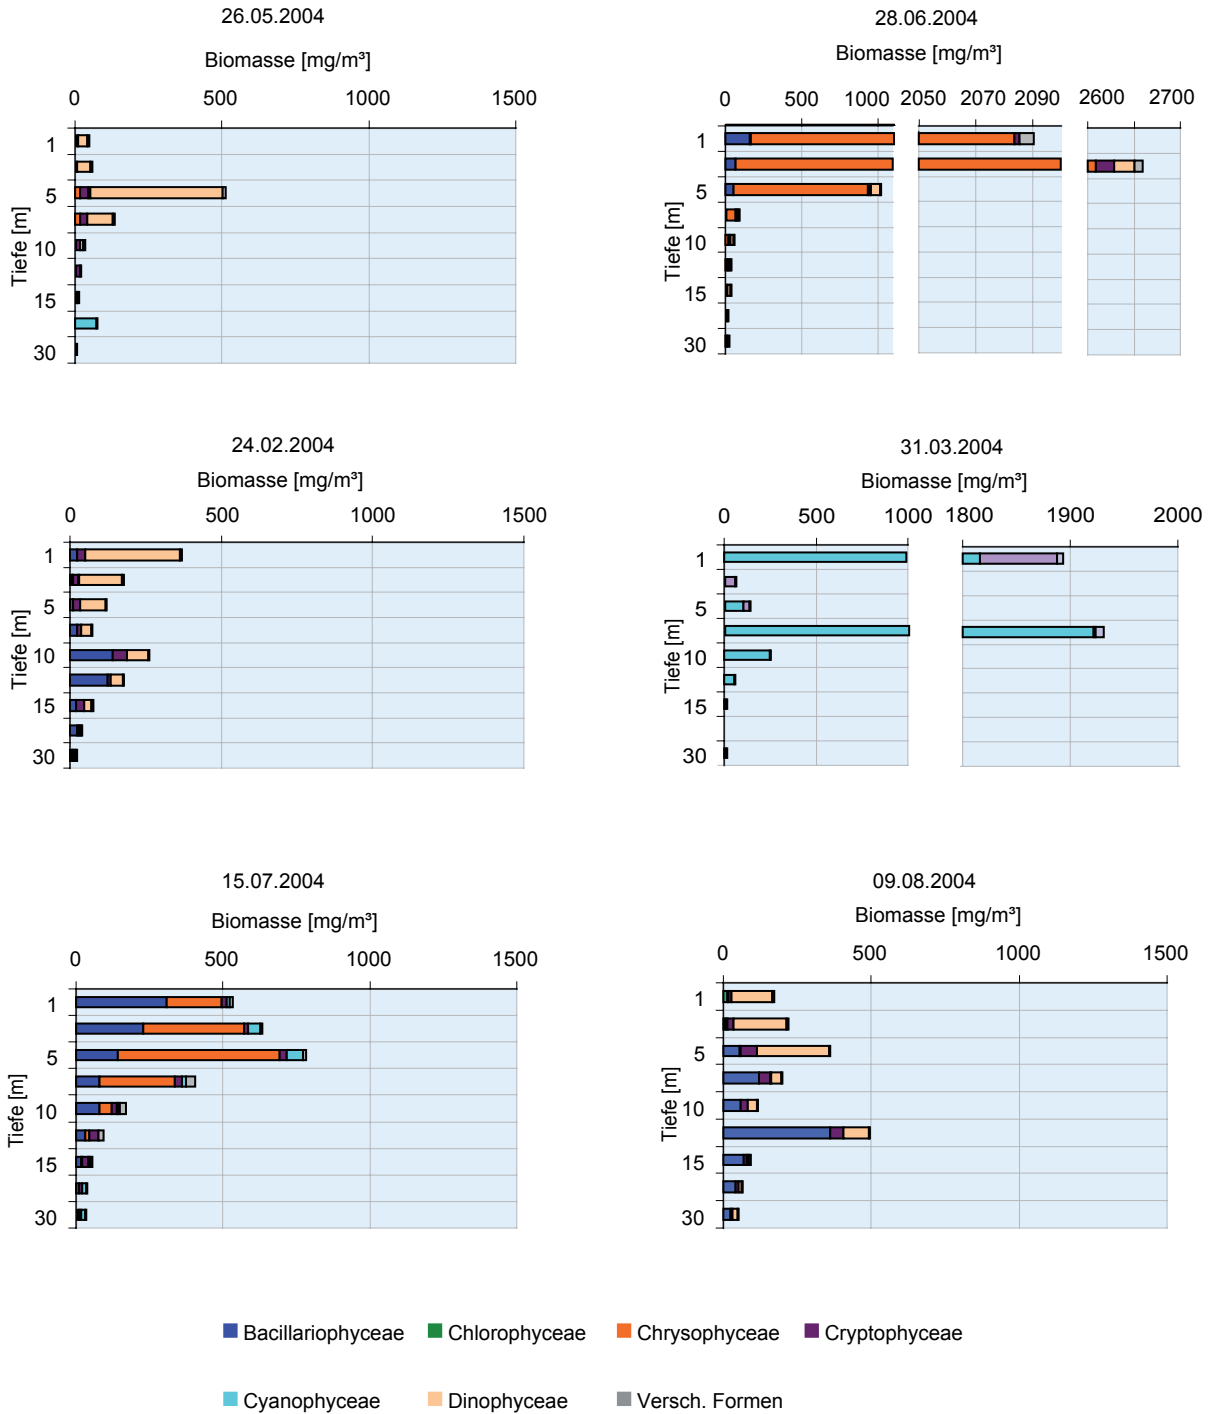 26.05.2004
Biomasse [mg/m³]
0 500 1000 1500
Tiefe [m]
1
5
10
15
30
28.06.2004
Biomasse [mg/m³]
0 500 1000 2050 2070 2090 2600 2700
Tiefe [m]
1
5
10
15
30
24.02.2004
Biomasse [mg/m³]
0 500 1000 1500
Tiefe [m]
1
5
10
15
30
31.03.2004
Biomasse [mg/m³]
0 500 1000 1800 1900 2000
Tiefe [m]
1
5
10
15
30
15.07.2004
Biomasse [mg/m³]
0 500 1000 1500
Tiefe [m]
1
5
10
15
30
09.08.2004
Biomasse [mg/m³]
0 500 1000 1500
Tiefe [m]
1
5
10
15
30
Bacillariophyceae Chlorophyceae Chrysophyceae Cryptophyceae
Cyanophyceae Dinophyceae Versch. Formen